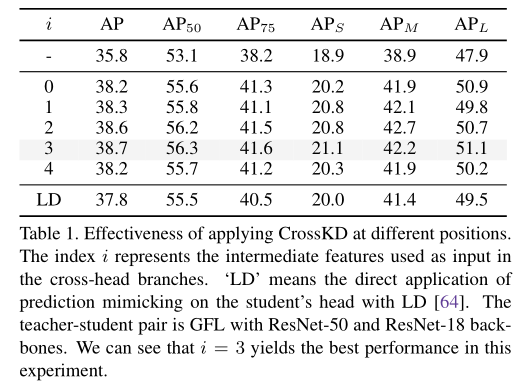 i AP AP50 AP75 APS APM APL
- 35.8 53.1 38.2 18.9 38.9 47.9
0 38.2 55.6 41.3 20.2 41.9 50.9
1 38.3 55.8 41.1 20.8 42.1 49.8
2 38.6 56.2 41.5 20.8 42.7 50.7
3 38.7 56.3 41.6 21.1 42.2 51.1
4 38.2 55.7 41.2 20.3 41.9 50.2
LD 37.8 55.5 40.5 20.0 41.4 49.5
Table 1. Effectiveness of applying CrossKD at different positions.
The index i represents the intermediate features used as input in
the cross-head branches. ‘LD’ means the direct application of
prediction mimicking on the student’s head with LD [64]. The
teacher-student pair is GFL with ResNet-50 and ResNet-18 back-
bones. We can see that i = 3 yields the best performance in this
experiment.